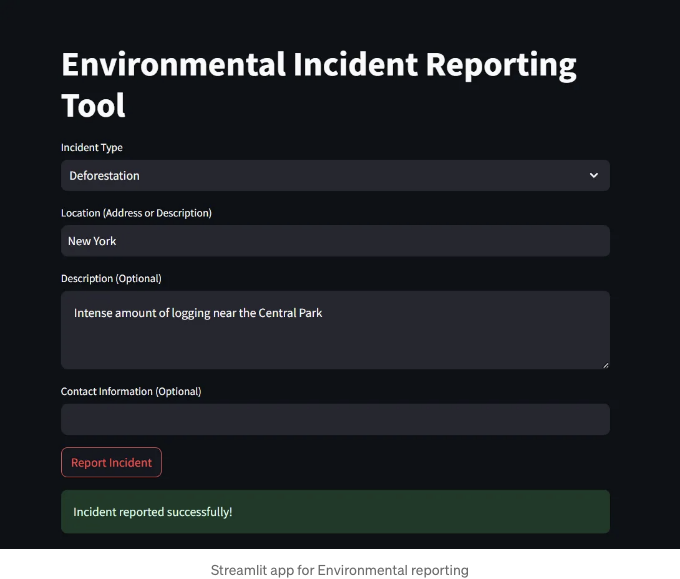 Environmental Incident Reporting
Tool
Incident Type
Deforestation
Location (Address or Description)
New York
Description (Optional)
Intense amount of logging near the Central Park
Contact Information (Optional)
Report Incident
Incident reported successfully!
Streamlit app for Environmental reporting